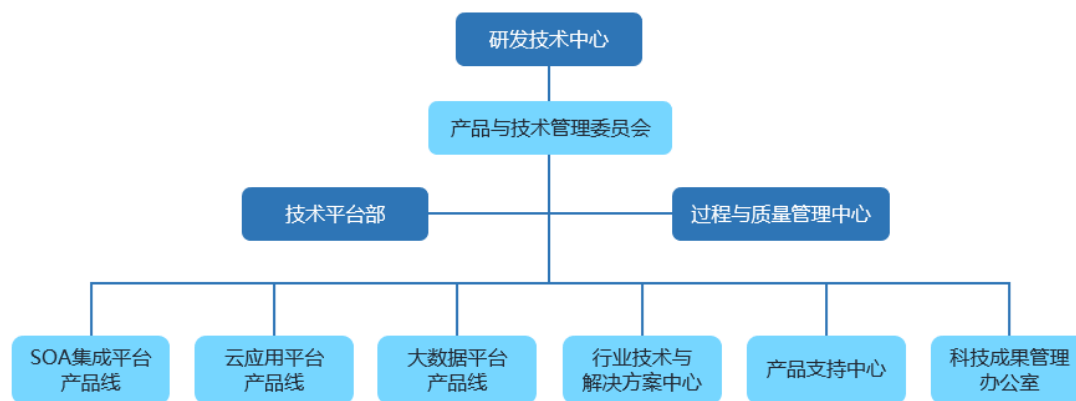 研发技术中心
产品与技术管理委员会
技术平台部
过程与质量管理中心
SOA集成平台
产品线
云应用平台
产品线
大数据平台
产品线
行业技术与
解决方案中心
产品支持中心
科技成果管理
办公室